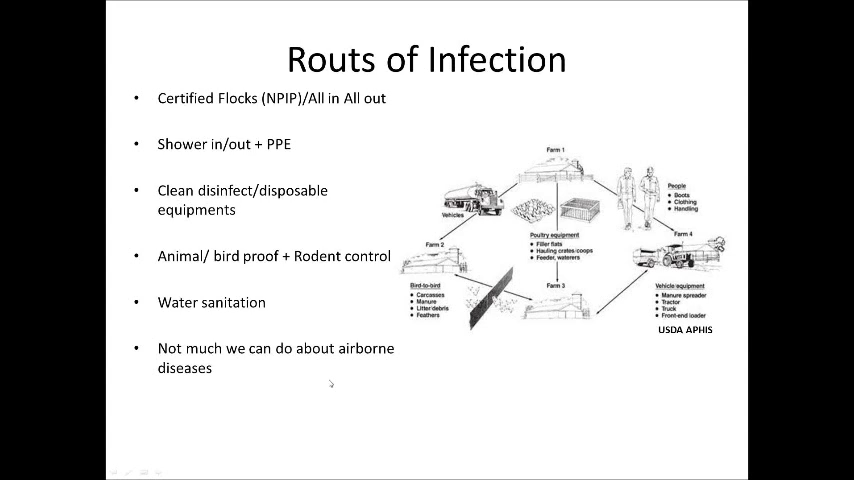 Routs of Infection
• Certified Flocks (NPIP)/All in All out
• Shower in/out + PPE
• Clean disinfect/disposable
equipments
• Animal/ bird proof + Rodent control
• Water sanitation
• Not much we can do about airborne
diseases
Farm 1
Vehicles
People
• Boots
• Clothing
• Handling
Poultry equipment
• Filler flats
• Hauling crates/coops
• Feeder, waterers
Farm 2
Farm 4
Bird-to-bird
• Carcasses
• Manure
• Litter/debris
• Feathers
Farm 3
Vehicle/equipment
• Manure spreader
• Tractor
• Truck
• Front-end loader
USDA APHIS